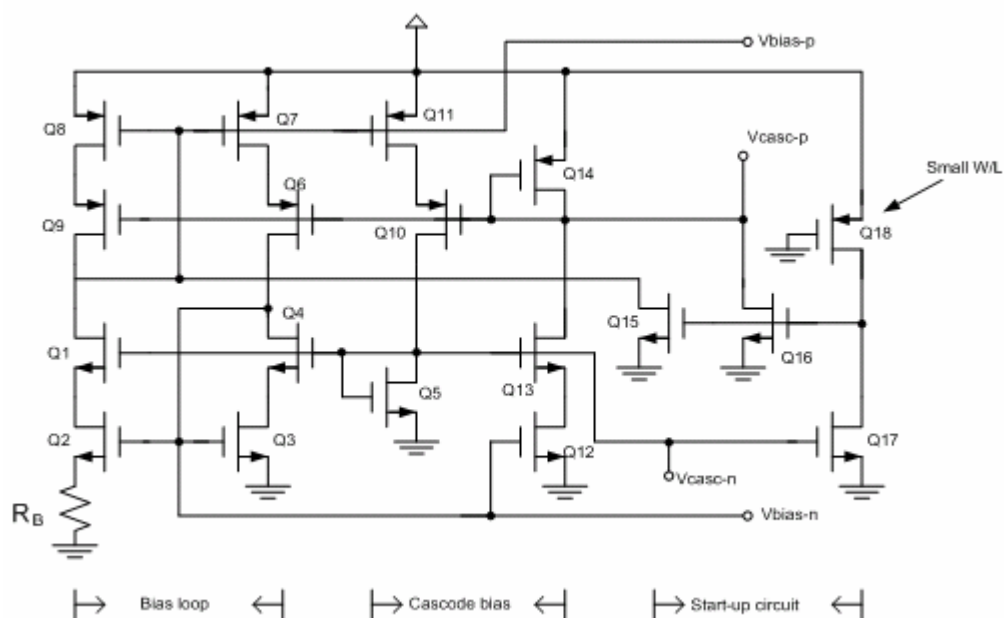 Vbias-p
Q8
Q7
Q11
Vcasc-p
Q14
Small W/L
Q9
Q6
Q10
Q18
Q1
Q4
Q15
Q16
Q5
Q13
Q2
Q3
Q12
Q17
Vcasc-n
RB
Vbias-n
Bias loop
Cascode bias
Start-up circuit